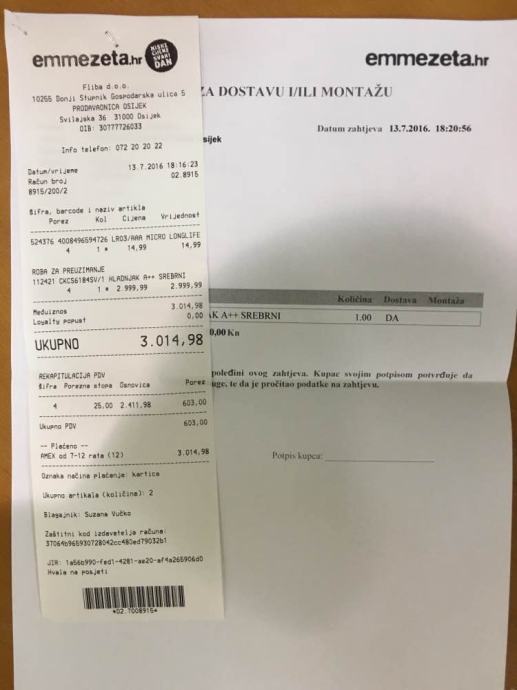 emmezeta.hr
NISKE
CIJENE
SVAKI
DAN
Fliba d.o.o.
10255 Donji Stupnik Gospodarska ulica 5
PRODAVAONICA OSIJEK
Svilajska 36 31000 Osijek
OIB: 30777726033
Info telefon: 072 20 20 22
Datum/vrijeme 13.7.2016 18:16:23
Račun broj 02.8915
8915/200/2
Šifra, barcode i naziv artikla
Porez Kol Cijena Vrijednost
524376 4008496594726 LR03/AAA MICRO LONGLIFE
4 1 * 14,99 14,99
ROBA ZA PREUZIMANJE
112421 CKCS6184SV/1 HLADNJAK A++ SREBRNI
4 1 * 2.999,99 2.999,99
Međuiznos 3.014,98
Loyalty popust 0,00
UKUPNO 3.014,98
REKAPITULACIJA PDV
Šifra Porezna stopa Osnovica Porez
4 25,00 2.411,98 603,00
Ukupno PDV 603,00
-- Plaćeno --
AMEX od 7-12 rata (12) 3.014,98
Oznaka načina plaćanja: kartica
Ukupno artikala (količina): 2
Blagajnik: Suzana Vučko
Zaštitni kod izdavatelja računa:
37064b965930728042cc480ed79032b1
JIR: 1a56b990-fed1-4281-ae20-af4a265906d0
Hvala na posjeti
*02.7008915*
emmezeta.hr
ZA DOSTAVU I/ILI MONTAŽU
Datum zahtjeva 13.7.2016. 18:20:56
sijek
Količina Dostava Montaža
AK A++ SREBRNI 1.00 DA
0,00 Kn
poleđini ovog zahtjeva. Kupac svojim potpisom potvrđuje da
uge, te da je pročitao podatke na zahtjevu.
Potpis kupca: